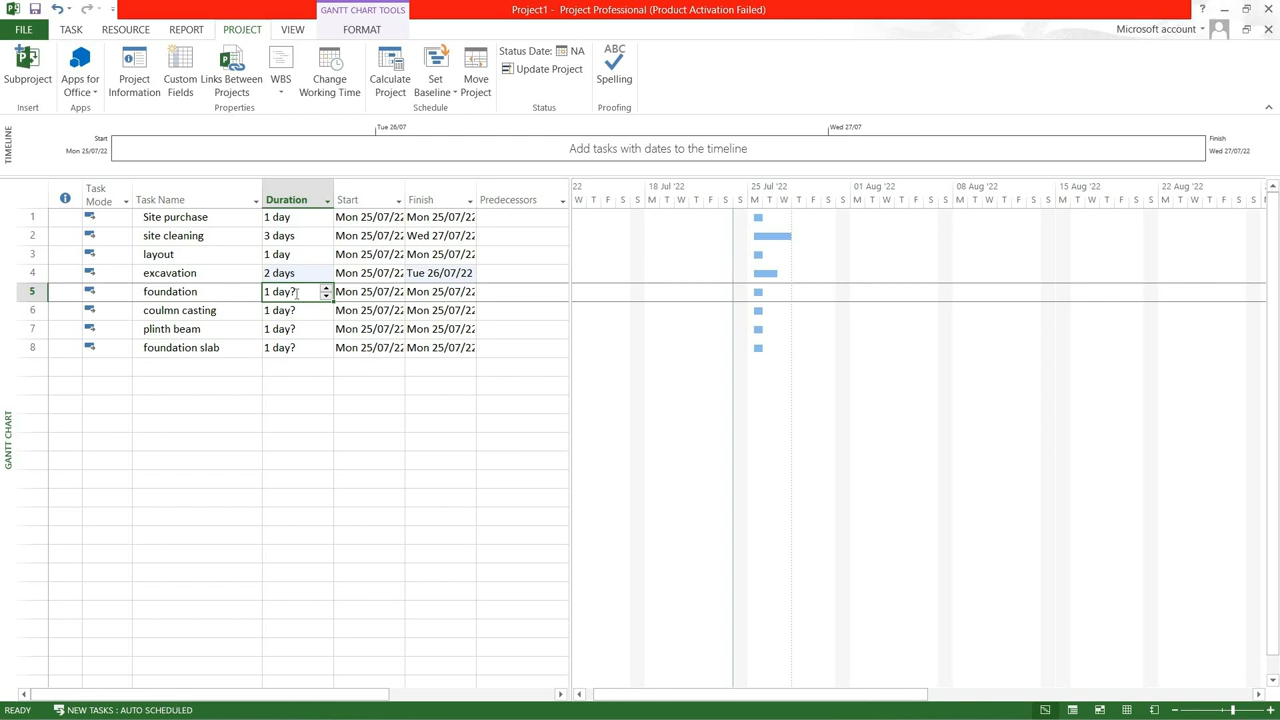 GANTT CHART TOOLS
Project1 - Project Professional (Product Activation Failed)
FILE TASK RESOURCE REPORT PROJECT VIEW FORMAT Microsoft account
Subproject
Apps for Office
Project Information
Custom Fields
Links Between Projects
WBS
Change Working Time
Calculate Project
Set Baseline
Move Project
Status Date: NA
Update Project
ABC
Spelling
Insert Apps Properties Schedule Status Proofing
TIMELINE
Tue 26/07 Wed 27/07
Start
Mon 25/07/22
Add tasks with dates to the timeline
Finish
Wed 27/07/22
Task Mode Task Name Duration Start Finish Predecessors
22 18 Jul '22 25 Jul '22 01 Aug '22 08 Aug '22 15 Aug '22 22 Aug '22
W T F S S M T W T F S S M T W T F S S M T W T F S S M T W T F S S M T W T F S S M T W T F S S
1 Site purchase 1 day Mon 25/07/22 Mon 25/07/22
2 site cleaning 3 days Mon 25/07/22 Wed 27/07/22
3 layout 1 day Mon 25/07/22 Mon 25/07/22
4 excavation 2 days Mon 25/07/22 Tue 26/07/22
5 foundation 1 day? Mon 25/07/22 Mon 25/07/22
6 coulmn casting 1 day? Mon 25/07/22 Mon 25/07/22
7 plinth beam 1 day? Mon 25/07/22 Mon 25/07/22
8 foundation slab 1 day? Mon 25/07/22 Mon 25/07/22
GANTT CHART
READY NEW TASKS : AUTO SCHEDULED